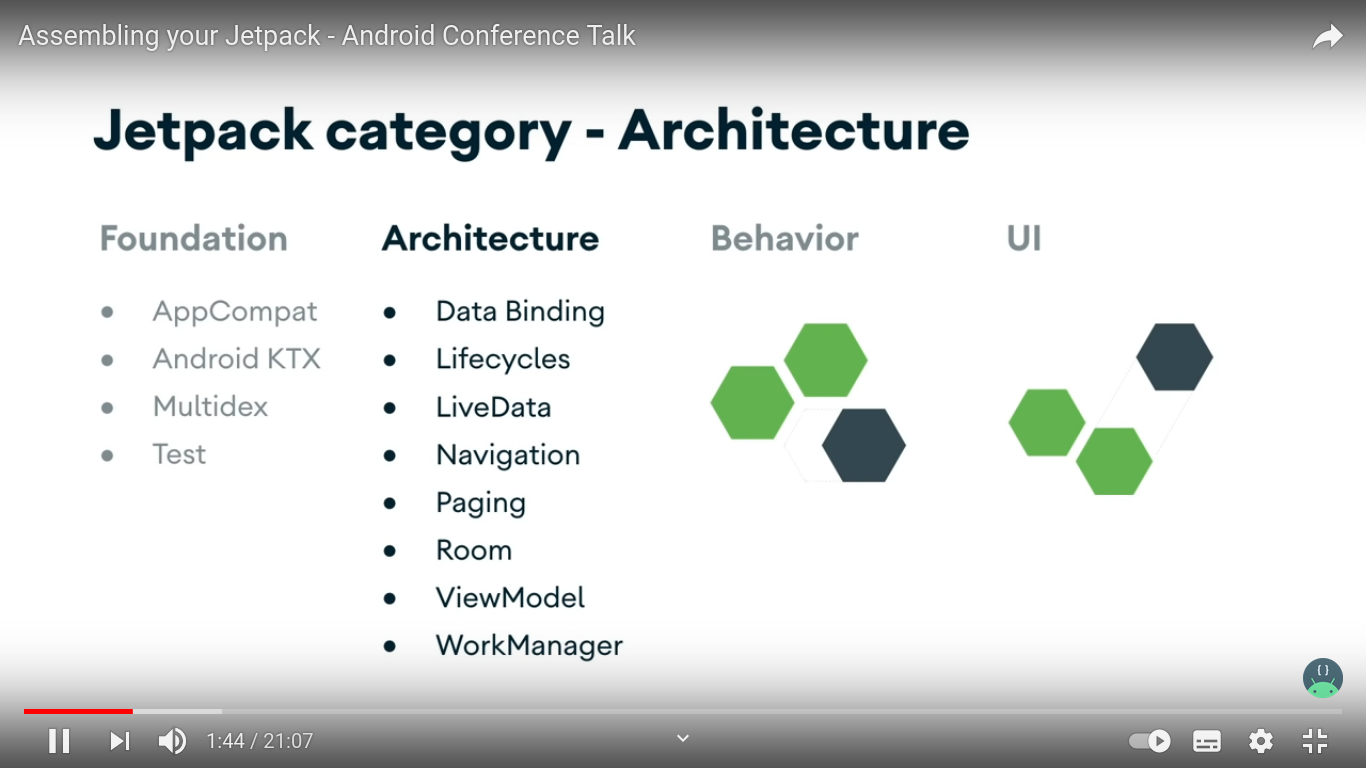 Assembling your Jetpack - Android Conference Talk
Jetpack category - Architecture
Foundation
• AppCompat
• Android KTX
• Multidex
• Test
Architecture
• Data Binding
• Lifecycles
• LiveData
• Navigation
• Paging
• Room
• ViewModel
• WorkManager
Behavior
UI
{ }
1:44 / 21:07